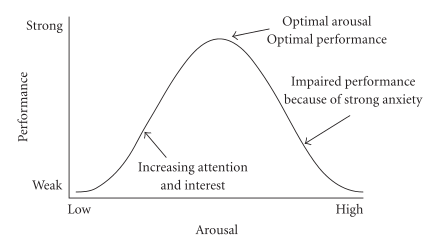 Strong
Optimal arousal
Optimal performance
Impaired performance
because of strong anxiety
Performance
Increasing attention
and interest
Weak
Low
High
Arousal